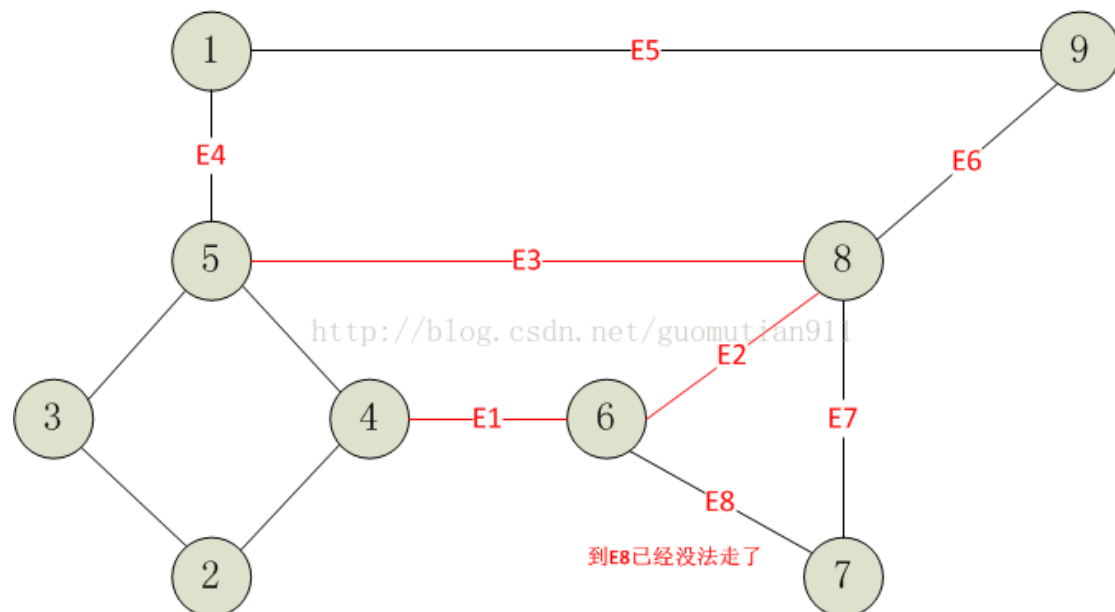 1
E5
9
E4
E6
5
E3
8
http://blog.csdn.net/guomutian911
E2
3
4
E1
6
E7
E8
到E8已经没法走了
2
7